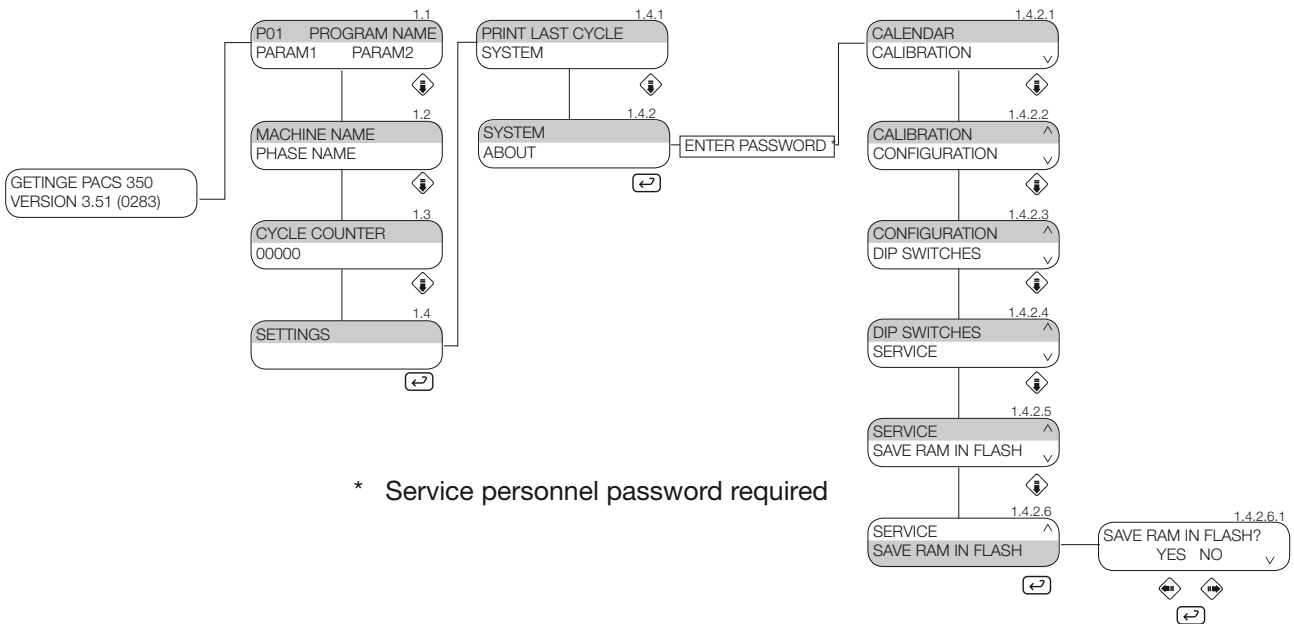 GETINGE PACS 350
VERSION 3.51 (0283)
1.1
P01 PROGRAM NAME
PARAM1 PARAM2
1.2
MACHINE NAME
PHASE NAME
1.3
CYCLE COUNTER
00000
1.4
SETTINGS
1.4.1
PRINT LAST CYCLE
SYSTEM
1.4.2
SYSTEM
ABOUT
ENTER PASSWORD *
1.4.2.1
CALENDAR
CALIBRATION
1.4.2.2
CALIBRATION
CONFIGURATION
1.4.2.3
CONFIGURATION
DIP SWITCHES
1.4.2.4
DIP SWITCHES
SERVICE
1.4.2.5
SERVICE
SAVE RAM IN FLASH
1.4.2.6
SERVICE
SAVE RAM IN FLASH
1.4.2.6.1
SAVE RAM IN FLASH?
YES NO
* Service personnel password required